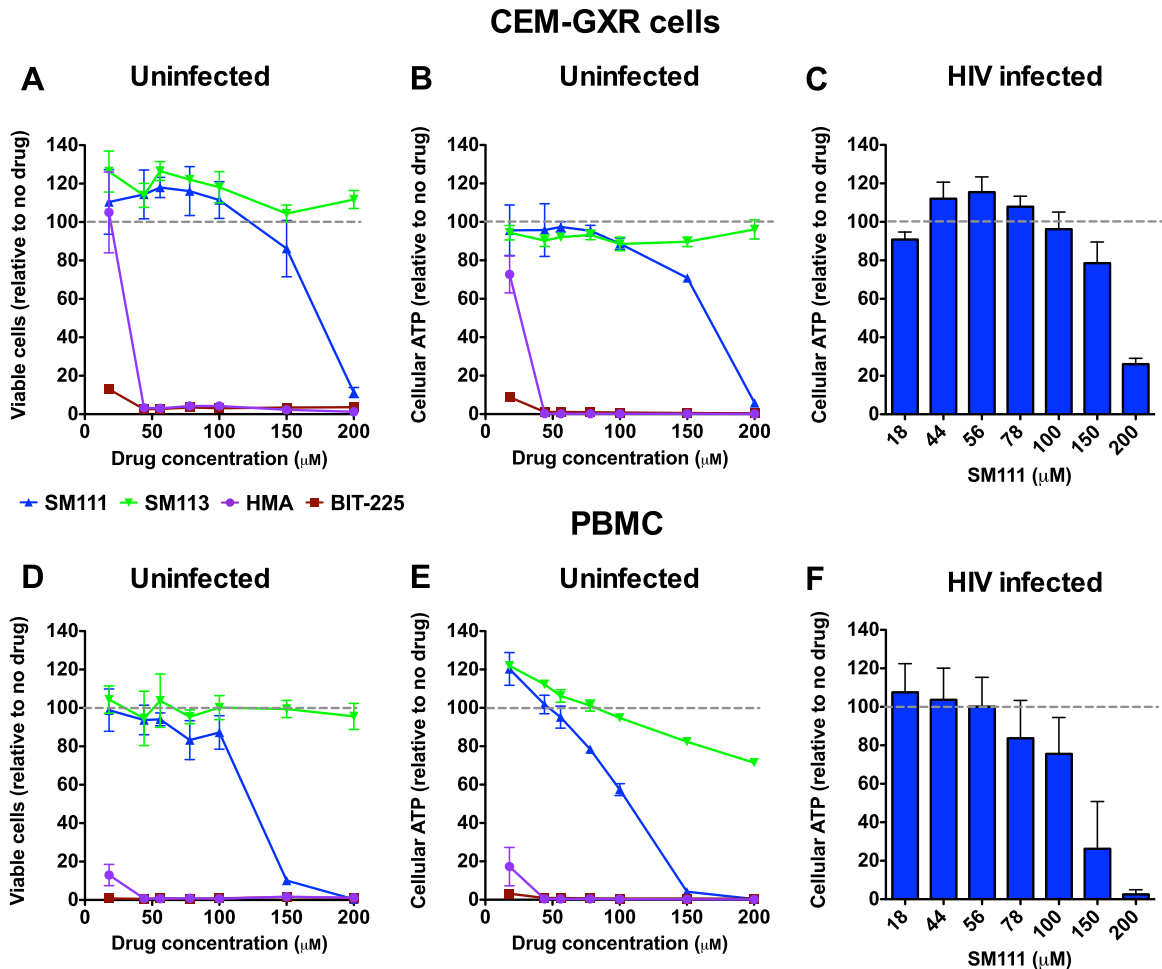 CEM-GXR cells
A Uninfected
Viable cells (relative to no drug)
140
120
100
80
60
40
20
0
0 50 100 150 200
Drug concentration (μM)
B Uninfected
Cellular ATP (relative to no drug)
140
120
100
80
60
40
20
0
0 50 100 150 200
Drug concentration (μM)
C HIV infected
Cellular ATP (relative to no drug)
140
120
100
80
60
40
20
0
18 44 56 78 100 150 200
SM111 (μM)
SM111 SM113 HMA BIT-225
PBMC
D Uninfected
Viable cells (relative to no drug)
140
120
100
80
60
40
20
0
0 50 100 150 200
Drug concentration (μM)
E Uninfected
Cellular ATP (relative to no drug)
140
120
100
80
60
40
20
0
0 50 100 150 200
Drug concentration (μM)
F HIV infected
Cellular ATP (relative to no drug)
140
120
100
80
60
40
20
0
18 44 56 78 100 150 200
SM111 (μM)